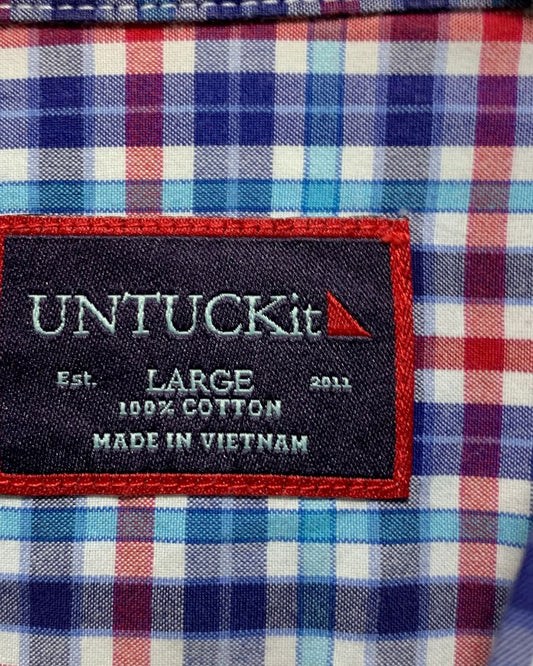 UNTUCKit
Est. LARGE 2011
100% COTTON
MADE IN VIETNAM